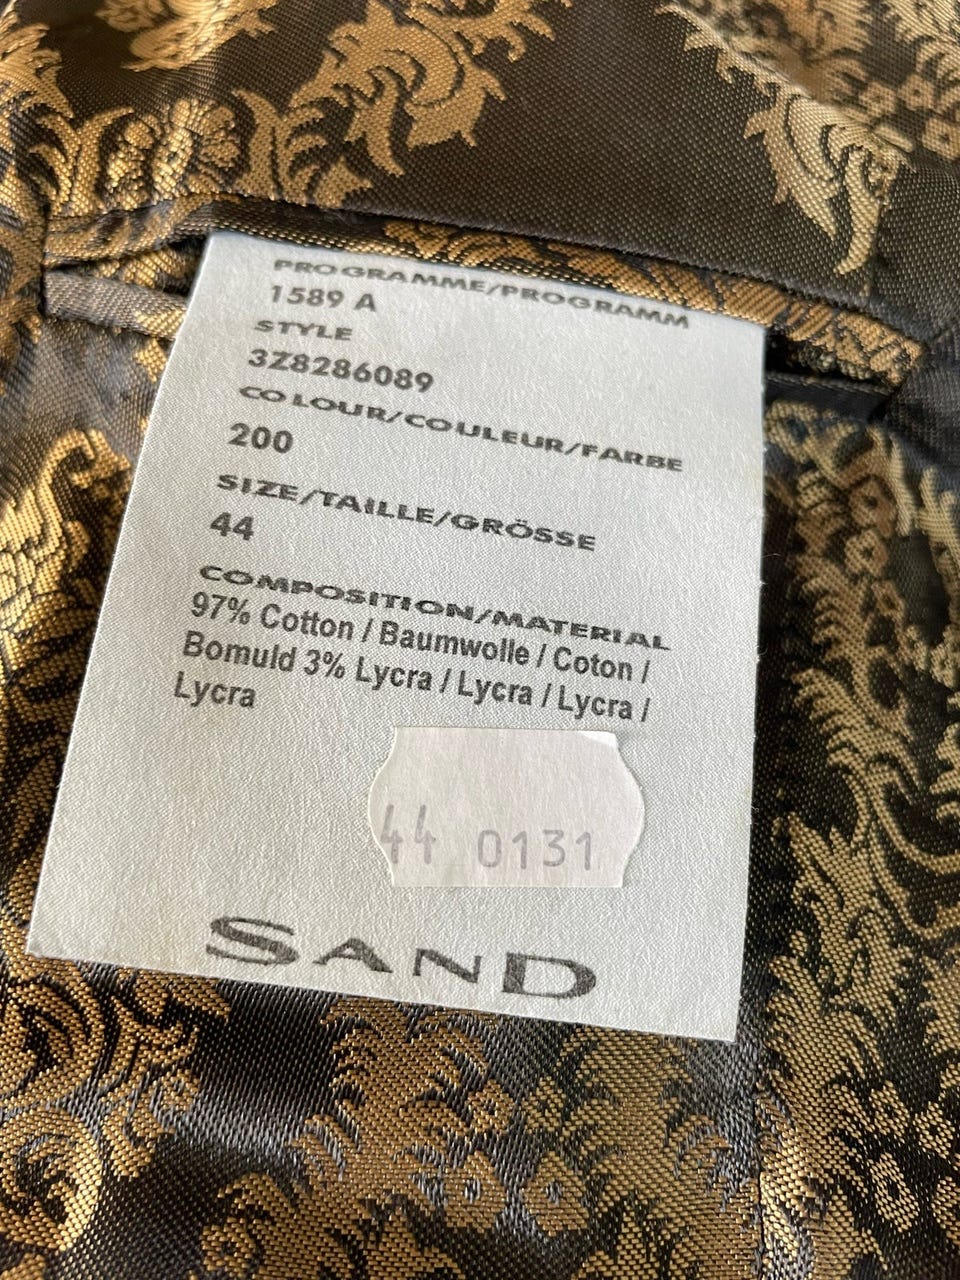 PROGRAMME/PROGRAMM
1589 A
STYLE
3Z8286089
COLOUR/COULEUR/FARBE
200
SIZE/TAILLE/GRÖSSE
44
COMPOSITION/MATERIAL
97% Cotton / Baumwolle / Coton /
Bomuld 3% Lycra / Lycra / Lycra /
Lycra
44 0131
SAND